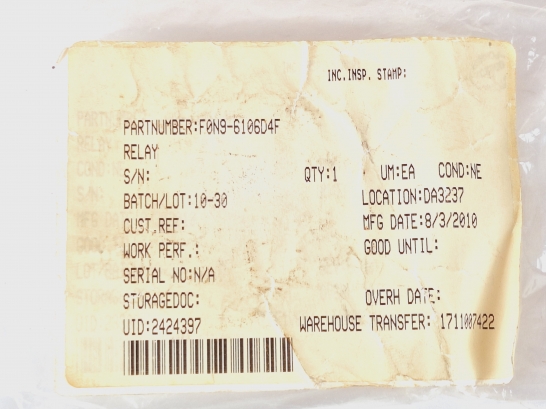 INC.INSP. STAMP:
PARTNUMBER:F0N9-6106D4F
RELAY
S/N: QTY:1 UM:EA COND:NE
BATCH/LOT:10-30 LOCATION:DA3237
CUST.REF: MFG DATE:8/3/2010
WORK PERF.: GOOD UNTIL:
SERIAL NO:N/A
STORAGEDOC: OVERH DATE:
UID:2424397 WAREHOUSE TRANSFER: 1711007422